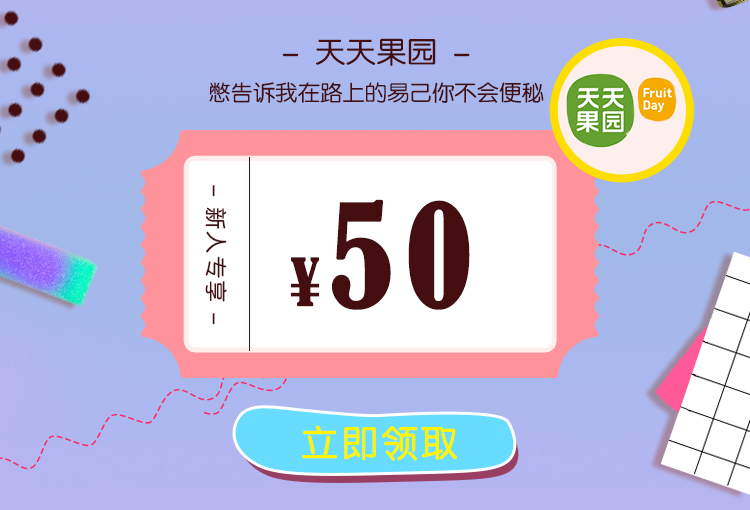 – 天天果园 –
憋告诉我在路上的易己你不会便秘
天天
果园
Fruit
Day
– 新人专享 –
¥50
立即领取